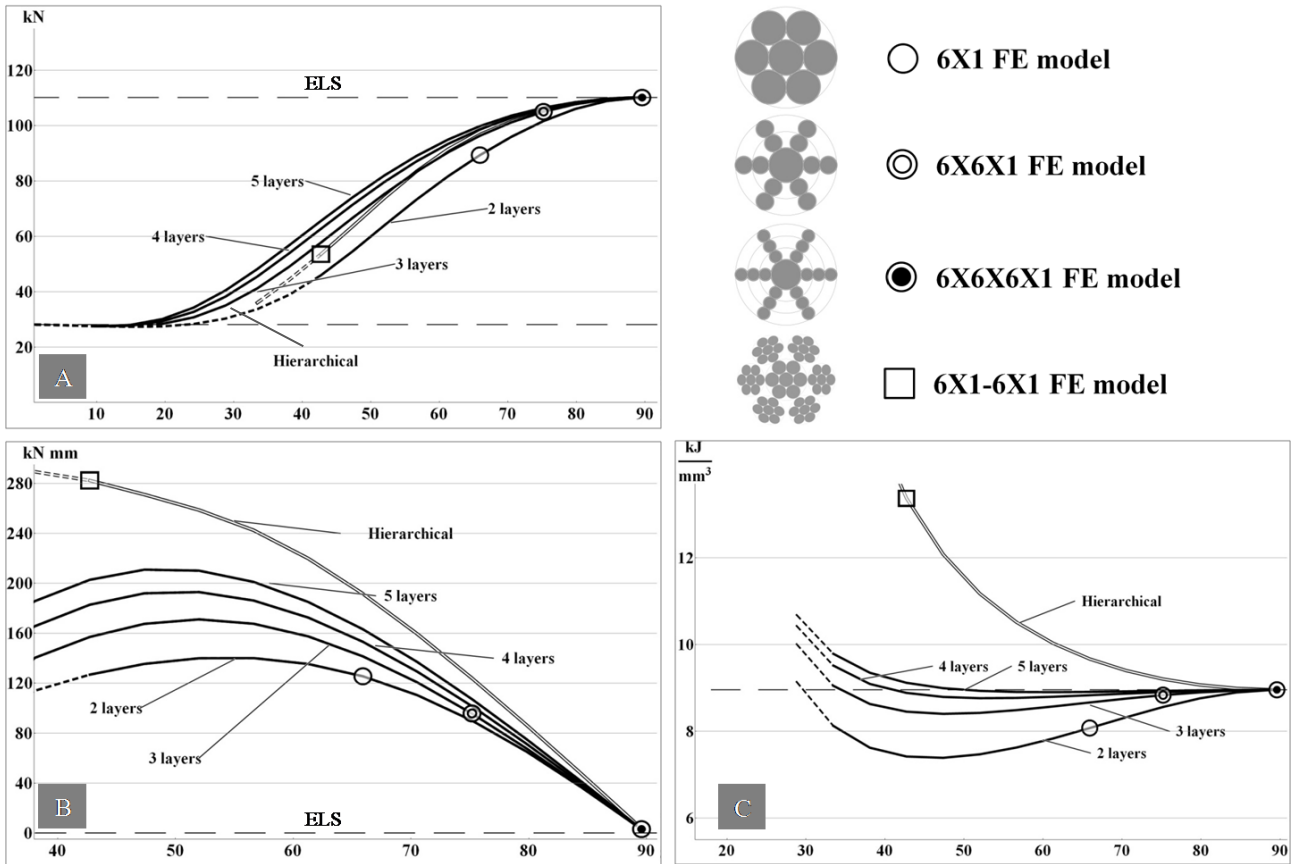 kN
120
100
80
60
40
20
ELS
5 layers
4 layers
2 layers
3 layers
Hierarchical
A
10 20 30 40 50 60 70 80 90
6X1 FE model
6X6X1 FE model
6X6X6X1 FE model
6X1-6X1 FE model
kN mm
280
240
200
160
120
80
40
0
Hierarchical
5 layers
4 layers
2 layers
3 layers
B
ELS
40 50 60 70 80 90
kJ
mm³
12
10
8
6
Hierarchical
4 layers
5 layers
3 layers
2 layers
C
20 30 40 50 60 70 80 90